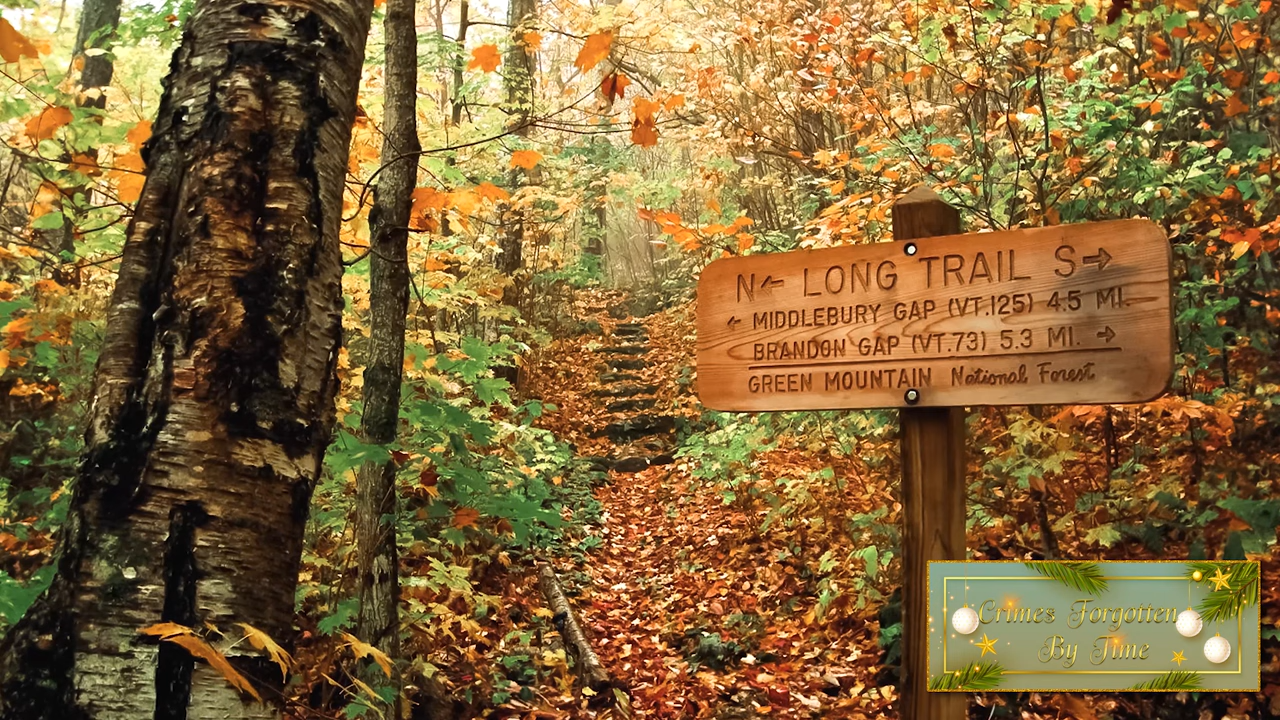 N← LONG TRAIL S→
← MIDDLEBURY GAP (VT.125) 4.5 MI.
BRANDON GAP (VT.73) 5.3 MI. →
GREEN MOUNTAIN National Forest
Crimes Forgotten
By Time